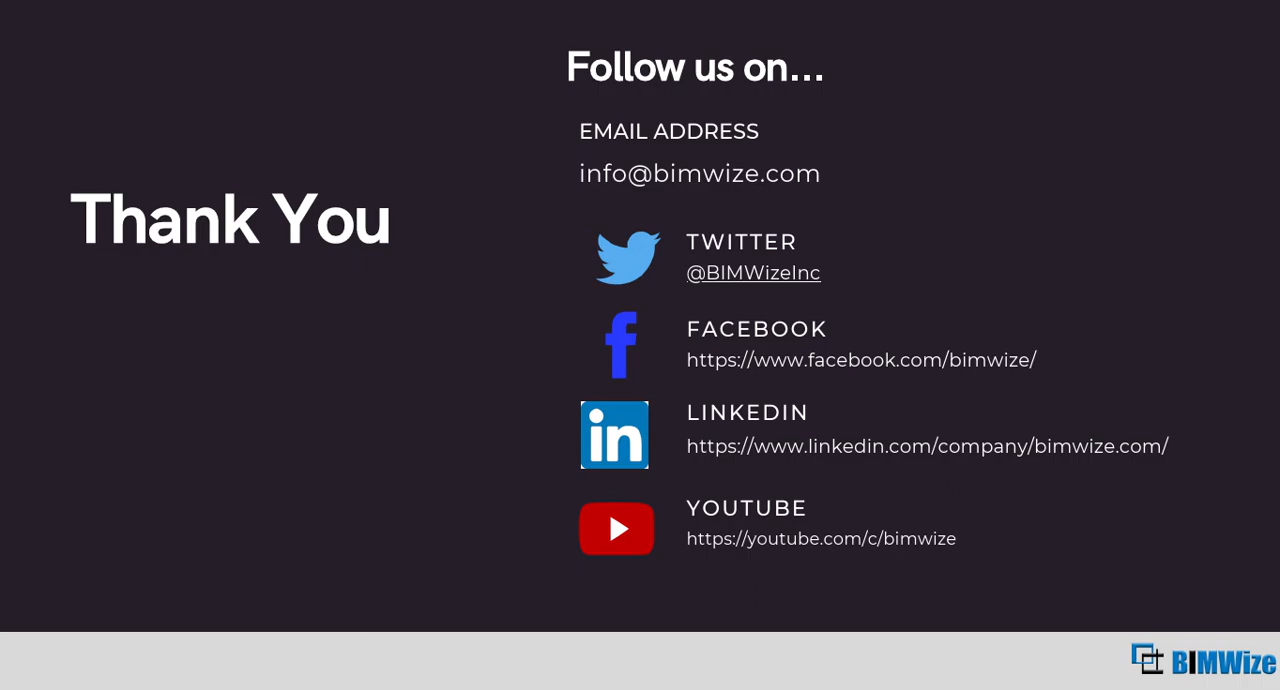 Thank You
Follow us on...
EMAIL ADDRESS
info@bimwize.com
TWITTER
@BIMWizeInc
FACEBOOK
https://www.facebook.com/bimwize/
LINKEDIN
in
https://www.linkedin.com/company/bimwize.com/
YOUTUBE
https://youtube.com/c/bimwize
BIMWize